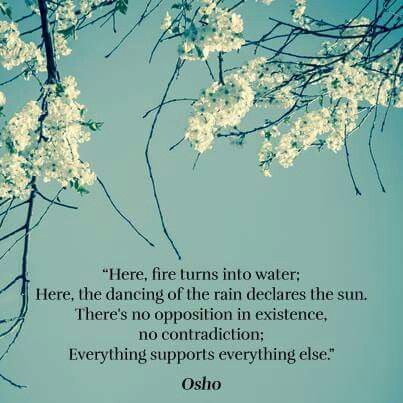 “Here, fire turns into water;
Here, the dancing of the rain declares the sun.
There's no opposition in existence,
no contradiction;
Everything supports everything else.”
Osho